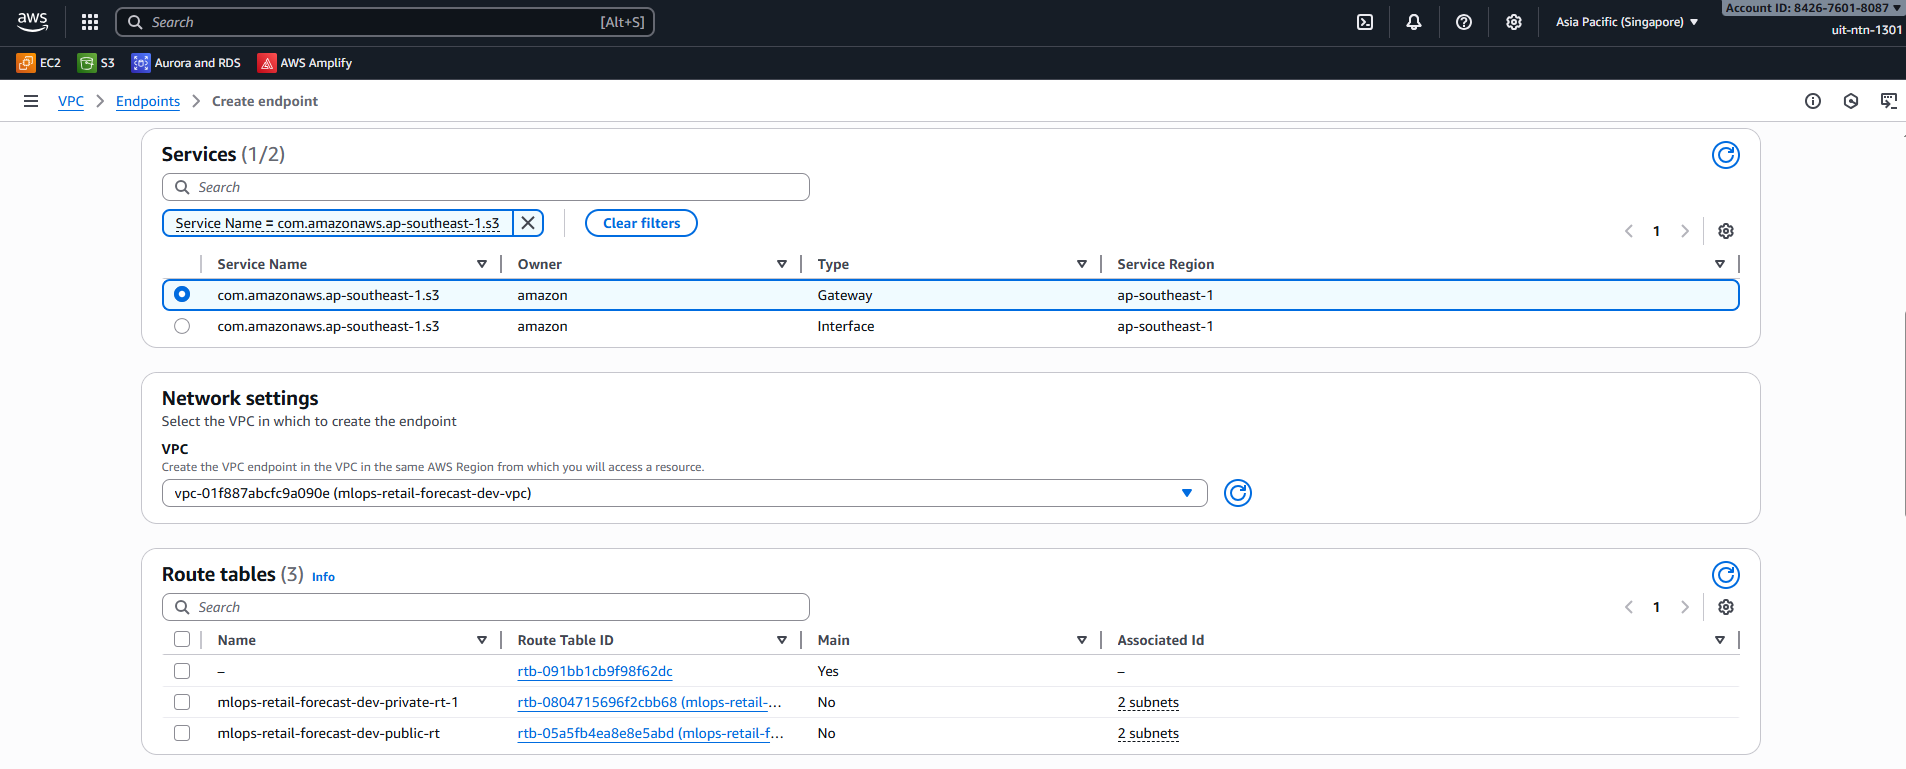 aws
Search [Alt+S]
Asia Pacific (Singapore) ▼
Account ID: 8426-7601-8087 ▼
uit-ntn-1301
EC2 S3 Aurora and RDS AWS Amplify
VPC > Endpoints > Create endpoint
Services (1/2)
Search
Service Name = com.amazonaws.ap-southeast-1.s3 Clear filters
1
Service Name Owner Type Service Region
com.amazonaws.ap-southeast-1.s3 amazon Gateway ap-southeast-1
com.amazonaws.ap-southeast-1.s3 amazon Interface ap-southeast-1
Network settings
Select the VPC in which to create the endpoint
VPC
Create the VPC endpoint in the VPC in the same AWS Region from which you will access a resource.
vpc-01f887abcfc9a090e (mlops-retail-forecast-dev-vpc)
Route tables (3) Info
Search
1
Name Route Table ID Main Associated Id
– rtb-091bb1cb9f98f62dc Yes –
mlops-retail-forecast-dev-private-rt-1 rtb-0804715696f2cbb68 (mlops-retail-... No 2 subnets
mlops-retail-forecast-dev-public-rt rtb-05a5fb4ea8e8e5abd (mlops-retail-f... No 2 subnets